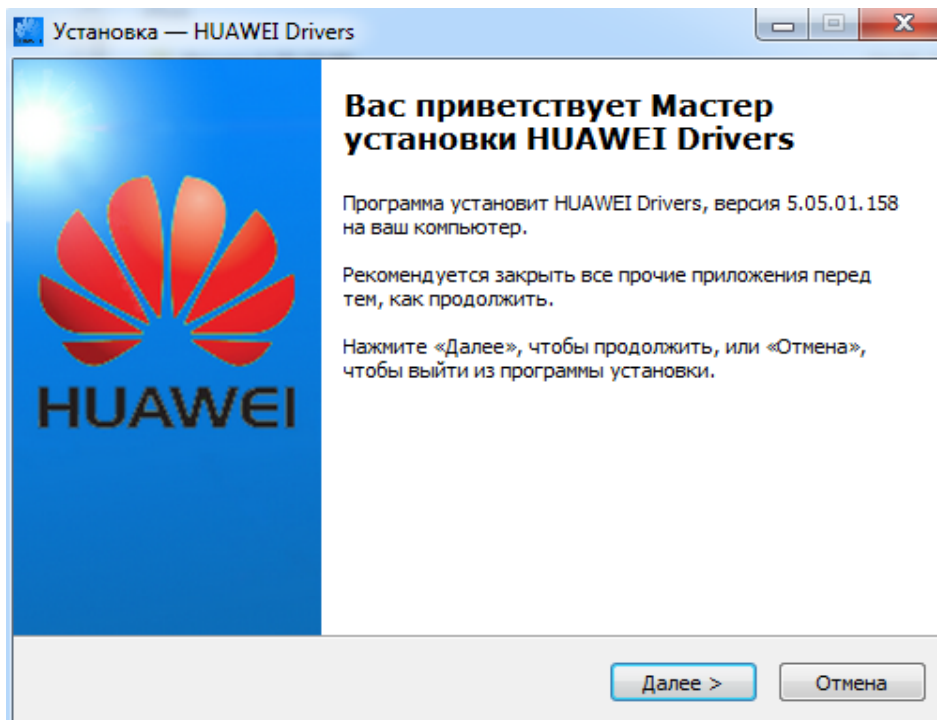 Установка — HUAWEI Drivers
Вас приветствует Мастер
установки HUAWEI Drivers
Программа установит HUAWEI Drivers, версия 5.05.01.158
на ваш компьютер.
Рекомендуется закрыть все прочие приложения перед
тем, как продолжить.
Нажмите «Далее», чтобы продолжить, или «Отмена»,
чтобы выйти из программы установки.
HUAWEI
Далее >
Отмена